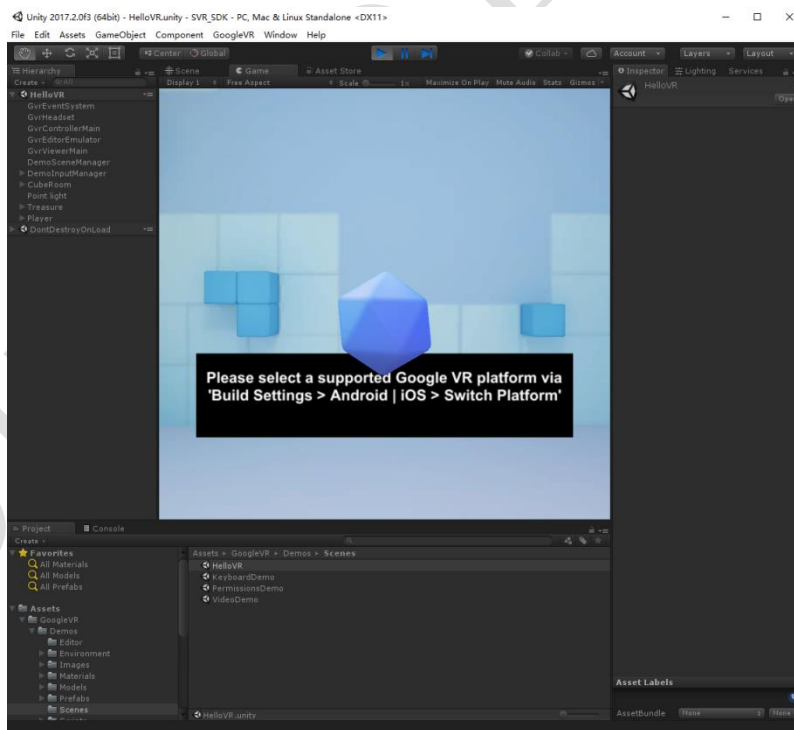 Unity 2017.2.0f3 (64bit) - HelloVR.unity - SVR_SDK - PC, Mac & Linux Standalone <DX11>
File Edit Assets GameObject Component GoogleVR Window Help
Center Global Collab Account Layers Layout
Hierarchy Scene Game Asset Store Inspector Lighting Services
Create All Display 1 Free Aspect Scale 1x Maximize On Play Mute Audio Stats Gizmos HelloVR
HelloVR Open
GvrEventSystem
GvrHeadset
GvrControllerMain
GvrEditorEmulator
GvrViewerMain
DemoSceneManager
DemoInputManager
CubeRoom
Point light
Treasure
Player
DontDestroyOnLoad
Please select a supported Google VR platform via
'Build Settings > Android | iOS > Switch Platform'
Project Console
Create
Favorites Assets ▸ GoogleVR ▸ Demos ▸ Scenes
All Materials HelloVR
All Models KeyboardDemo
All Prefabs PermissionsDemo
VideoDemo
Assets
GoogleVR
Demos
Editor
Environment
Images
Materials
Models
Prefabs Asset Labels
Scenes
HelloVR.unity AssetBundle None None